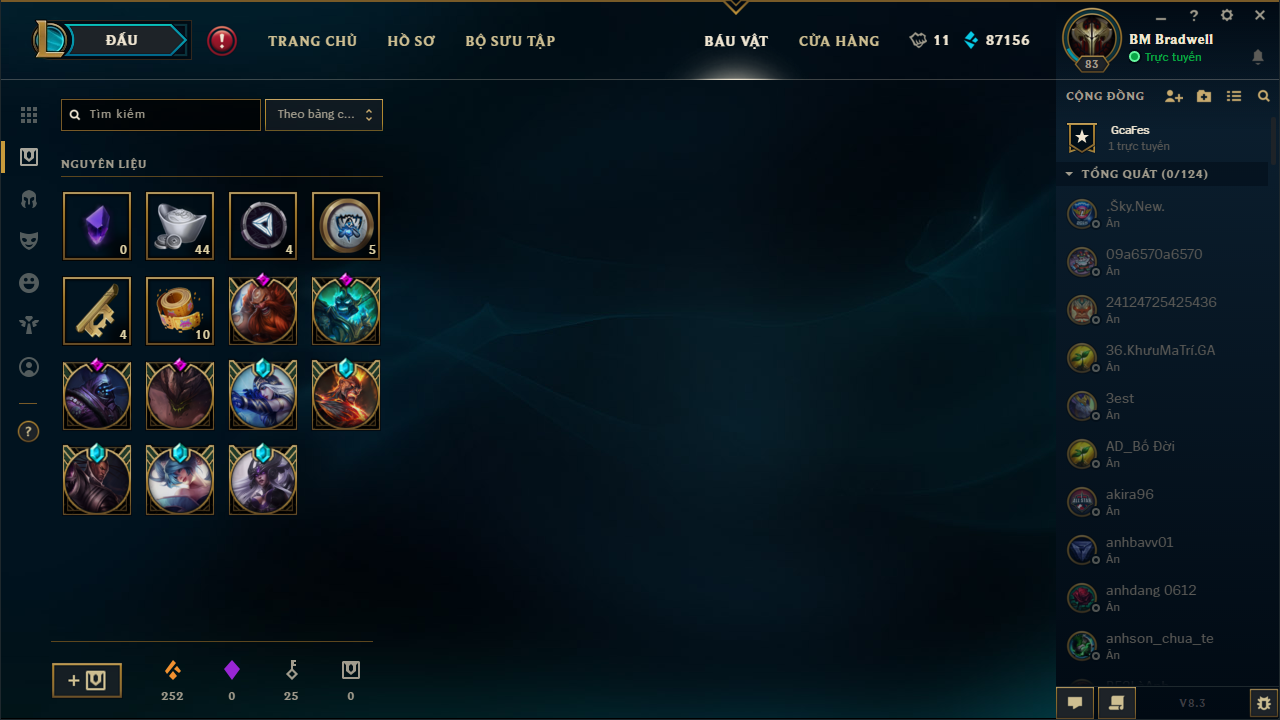 ĐẤU
TRANG CHỦ
HỒ SƠ
BỘ SƯU TẬP
BÁU VẬT
CỬA HÀNG
11
87156
83
BM Bradwell
Trực tuyến
CỘNG ĐỒNG
Tìm kiếm
Theo bảng c...
GcaFes
1 trực tuyến
NGUYÊN LIỆU
TỔNG QUÁT (0/124)
0
44
4
5
4
10
.Šky.New.
Ẩn
09a6570a6570
Ẩn
24124725425436
Ẩn
36.KhưuMaTrí.GA
Ẩn
3est
Ẩn
AD_Bố Đời
Ẩn
akira96
Ẩn
anhbavv01
Ẩn
anhdang 0612
Ẩn
anhson_chua_te
Ẩn
252
0
25
0
V8.3